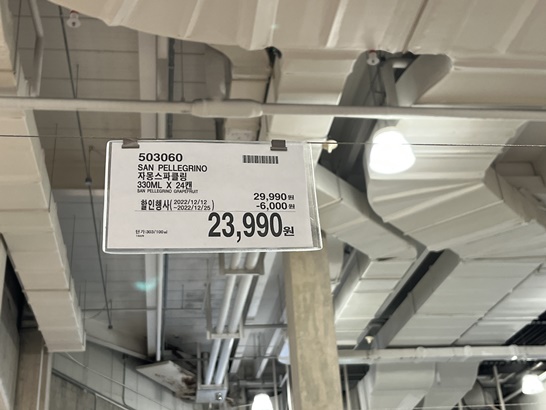 503060
SAN PELLEGRINO
자몽스파클링
330ML X 24캔
SAN PELLEGRINO GRAPEFRUIT
29,990원
할인행사(2022/12/12
~2022/12/25)
-6,000원
23,990원